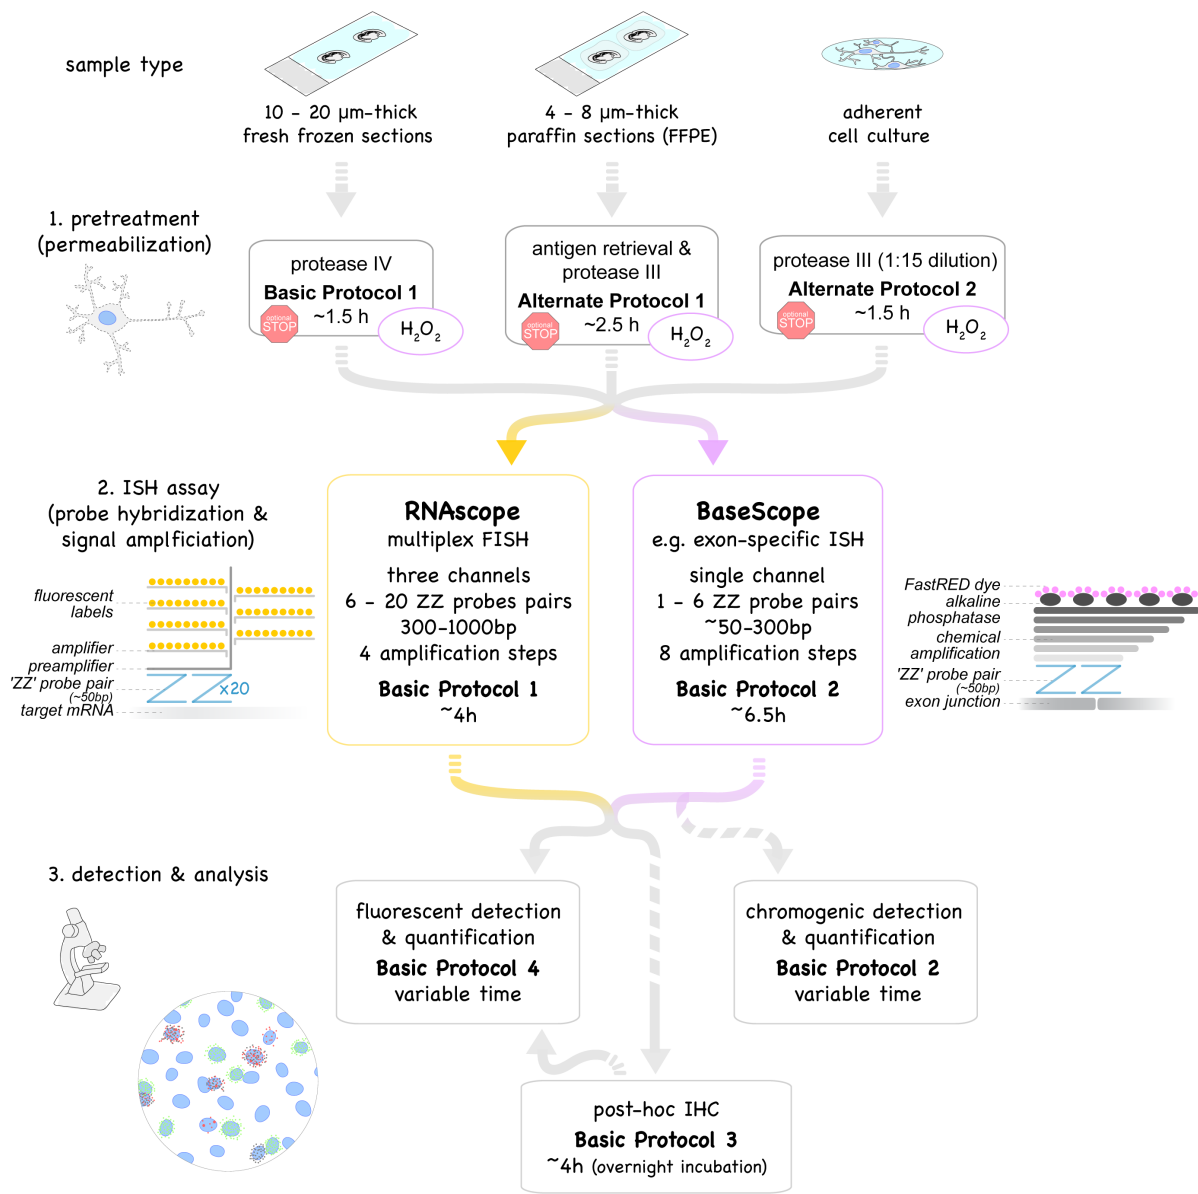 sample type
10 - 20 µm-thick
fresh frozen sections
4 - 8 µm-thick
paraffin sections (FFPE)
adherent
cell culture
1. pretreatment
(permeabilization)
protease IV
Basic Protocol 1
~1.5 h
optional
STOP
H₂O₂
antigen retrieval &
protease III
Alternate Protocol 1
~2.5 h
optional
STOP
H₂O₂
protease III (1:15 dilution)
Alternate Protocol 2
~1.5 h
optional
STOP
H₂O₂
2. ISH assay
(probe hybridization &
signal amplficiation)
fluorescent
labels
amplifier
preamplifier
'ZZ' probe pair
(~50bp)
x20
target mRNA
RNAscope
multiplex FISH
three channels
6 - 20 ZZ probes pairs
300-1000bp
4 amplification steps
Basic Protocol 1
~4h
BaseScope
e.g. exon-specific ISH
single channel
1 - 6 ZZ probe pairs
~50-300bp
8 amplification steps
Basic Protocol 2
~6.5h
FastRED dye
alkaline
phosphatase
chemical
amplification
'ZZ' probe pair
(~50bp)
exon junction
3. detection & analysis
fluorescent detection
& quantification
Basic Protocol 4
variable time
chromogenic detection
& quantification
Basic Protocol 2
variable time
post-hoc IHC
Basic Protocol 3
~4h (overnight incubation)